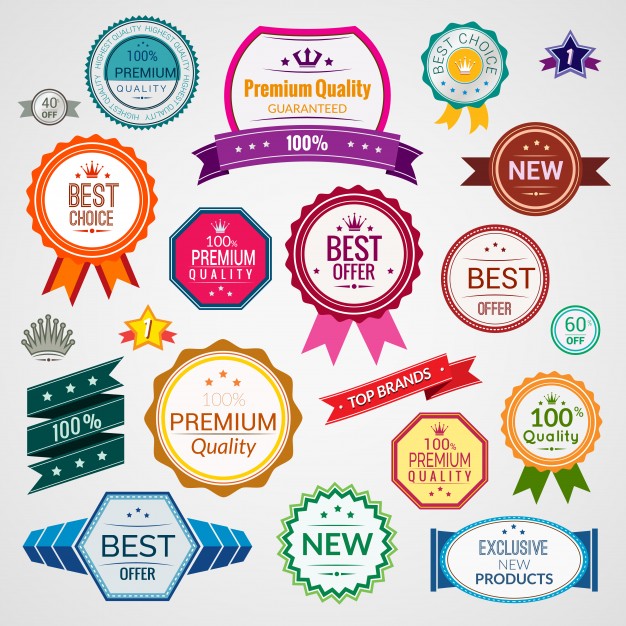 HIGHEST QUALITY HIGHEST QUALITY HIGHEST QUALITY HIGHEST QUALITY
100%
PREMIUM
QUALITY
40%
OFF
Premium Quality
GUARANTEED
100%
BEST CHOICE
1
NEW
BEST
CHOICE
100%
PREMIUM
QUALITY
BEST
OFFER
BEST
OFFER
60%
OFF
1
100%
100%
PREMIUM
Quality
TOP BRANDS
100%
PREMIUM
QUALITY
100%
Quality
BEST
OFFER
NEW
EXCLUSIVE
NEW
PRODUCTS